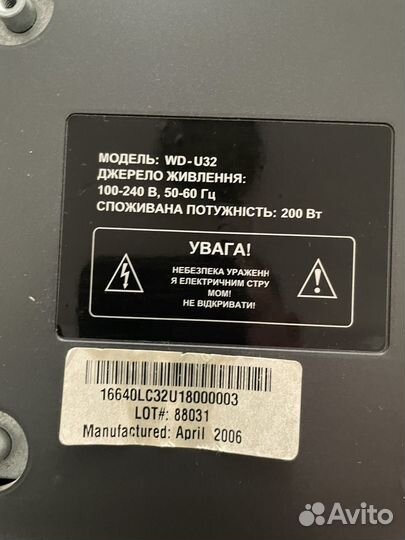 МОДЕЛЬ: WD-U32
ДЖЕРЕЛО ЖИВЛЕННЯ:
100-240 В, 50-60 Гц
СПОЖИВАНА ПОТУЖНІСТЬ: 200 Вт
УВАГА!
НЕБЕЗПЕКА УРАЖЕНН
Я ЕЛЕКТРИЧНИМ СТРУ
МОМ!
НЕ ВІДКРИВАТИ!
16640LC32U18000003
LOT#: 88031
Manufactured: April 2006
Avito